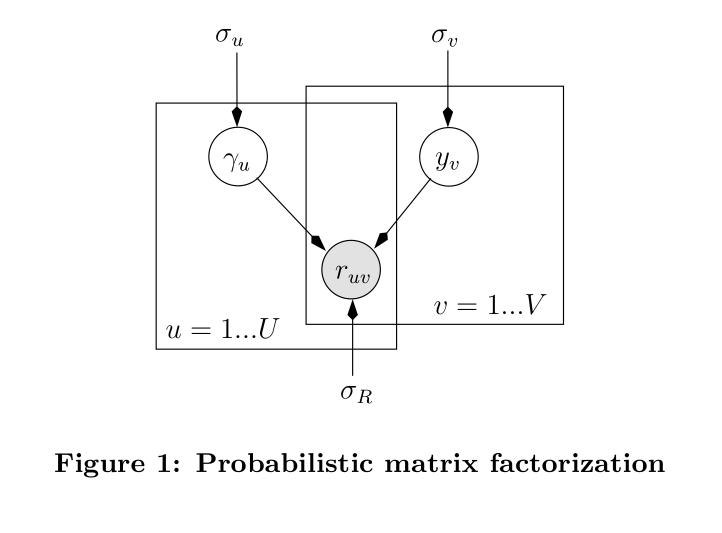 σ_u
σ_v
γ_u
y_v
r_uv
u = 1...U
v = 1...V
σ_R
Figure 1: Probabilistic matrix factorization